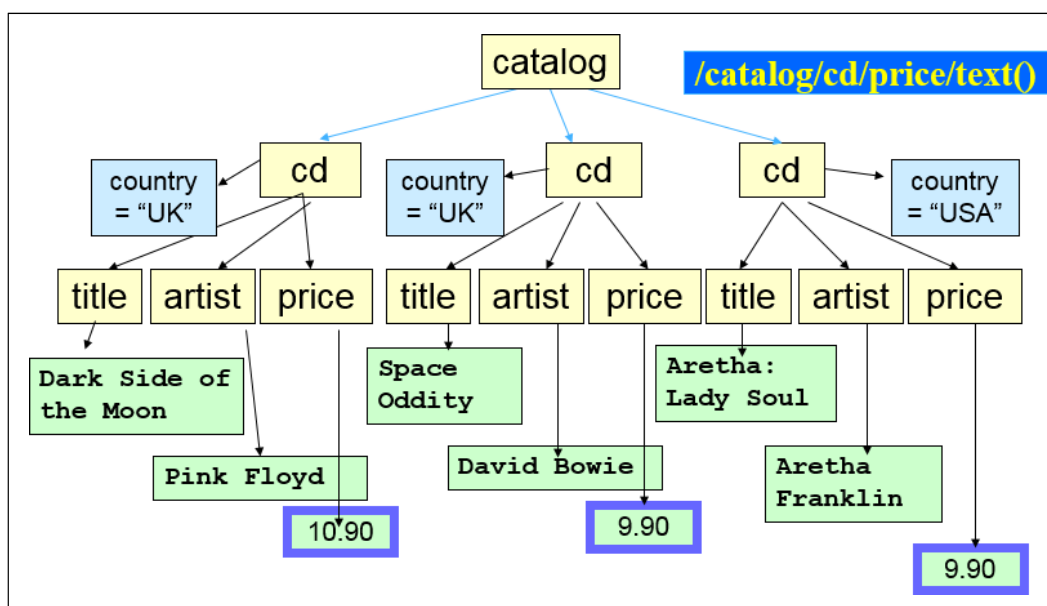 catalog
/catalog/cd/price/text()
country
= “UK”
cd
country
= “UK”
cd
cd
country
= “USA”
title
artist
price
title
artist
price
title
artist
price
Dark Side of
the Moon
Space
Oddity
Aretha:
Lady Soul
Pink Floyd
David Bowie
Aretha
Franklin
10.90
9.90
9.90